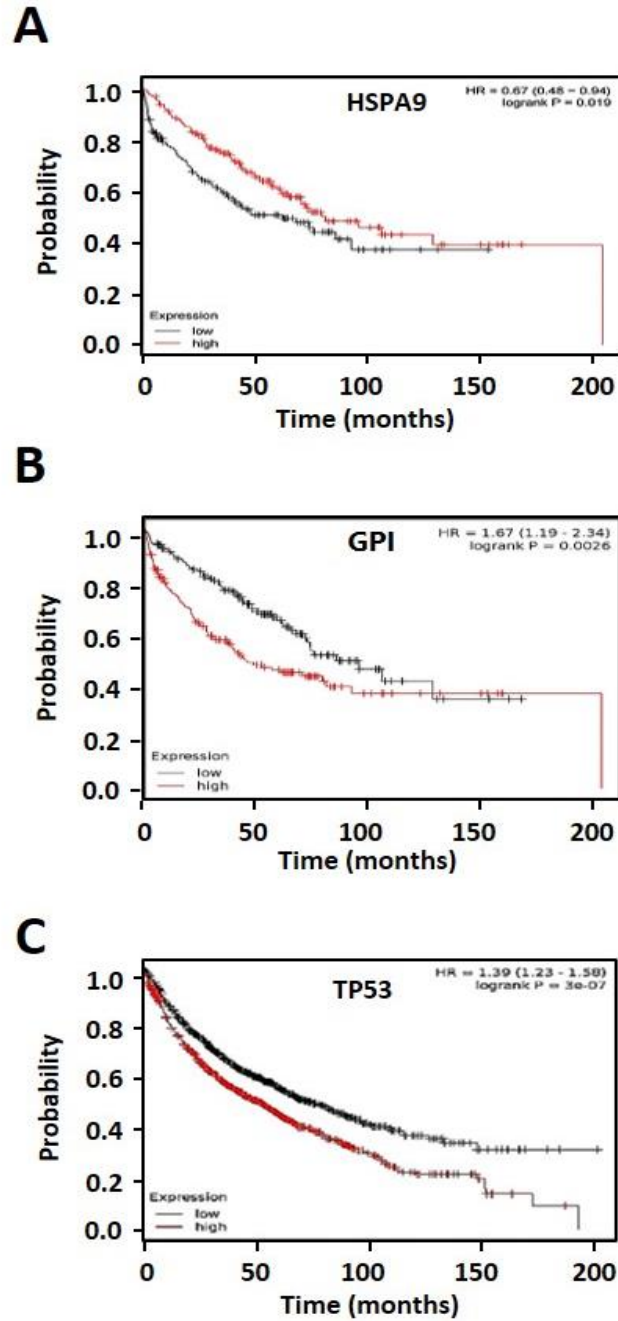 A
HSPA9
HR = 0.67 (0.48 – 0.94)
logrank P = 0.019
Probability
1.0
0.8
0.6
0.4
0.2
0.0
Expression
low
high
0 50 100 150 200
Time (months)
B
GPI
HR = 1.67 (1.19 - 2.34)
logrank P = 0.0026
Probability
1.0
0.8
0.6
0.4
0.2
0.0
Expression
low
high
0 50 100 150 200
Time (months)
C
TP53
HR = 1.39 (1.23 - 1.58)
logrank P = 3e-07
Probability
1.0
0.8
0.6
0.4
0.2
0.0
Expression
low
high
0 50 100 150 200
Time (months)